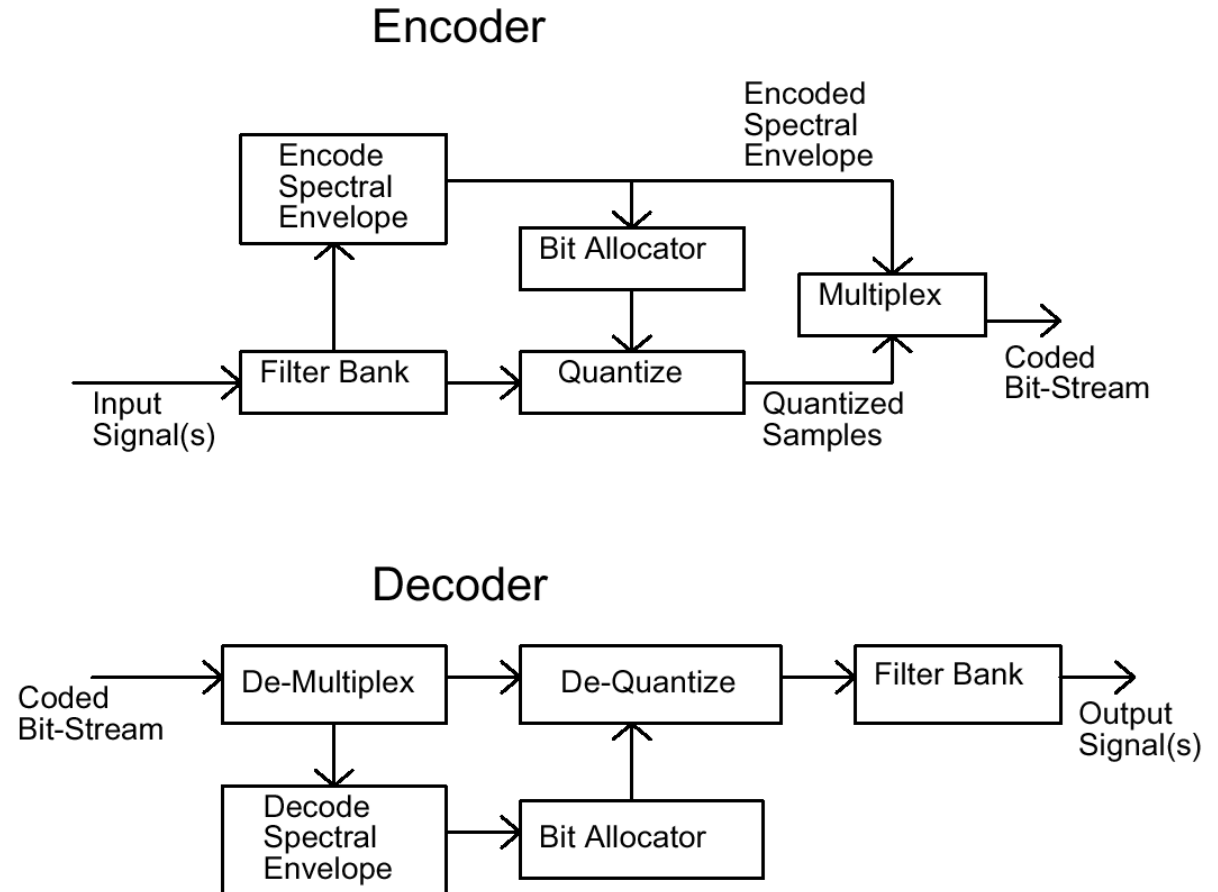 Encoder
Encoded
Spectral
Envelope
Encode
Spectral
Envelope
Bit Allocator
Multiplex
Filter Bank
Quantize
Coded
Bit-Stream
Input
Signal(s)
Quantized
Samples
Decoder
De-Multiplex
De-Quantize
Filter Bank
Coded
Bit-Stream
Output
Signal(s)
Decode
Spectral
Envelope
Bit Allocator